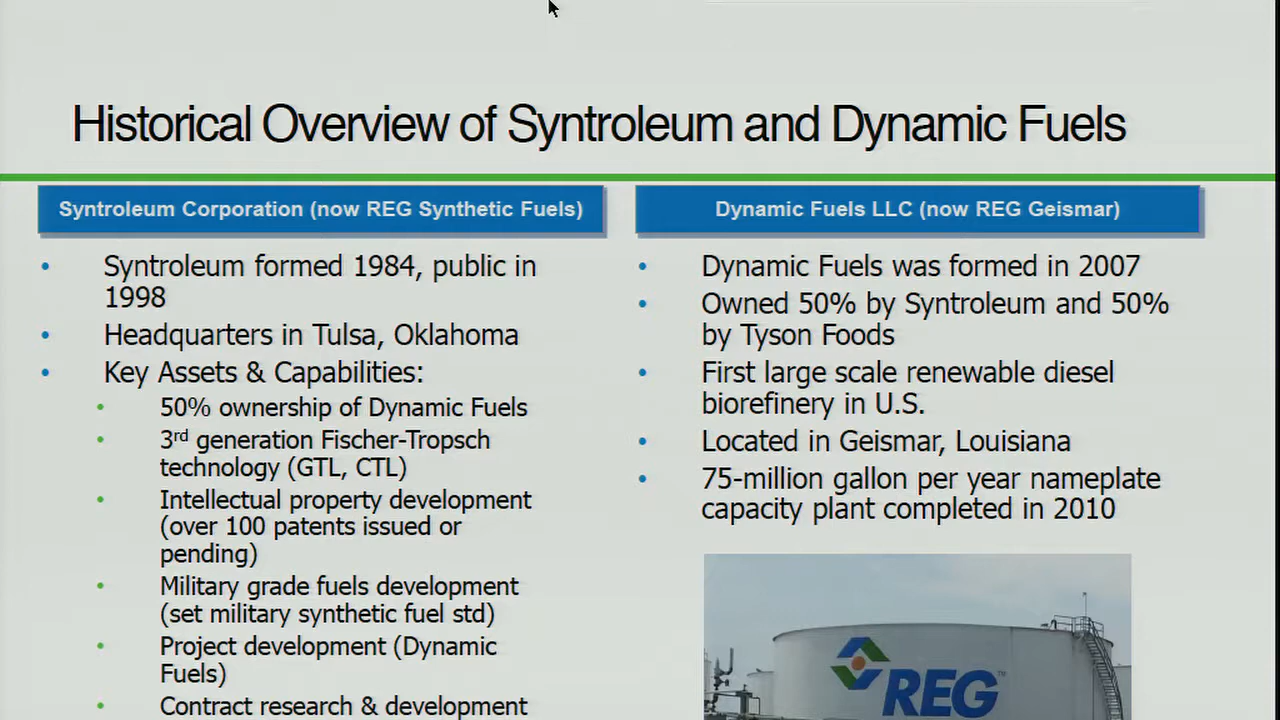 Historical Overview of Syntroleum and Dynamic Fuels
Syntroleum Corporation (now REG Synthetic Fuels)
Syntroleum formed 1984, public in
1998
Headquarters in Tulsa, Oklahoma
Key Assets & Capabilities:
50% ownership of Dynamic Fuels
3rd generation Fischer-Tropsch
technology (GTL, CTL)
Intellectual property development
(over 100 patents issued or
pending)
Military grade fuels development
(set military synthetic fuel std)
Project development (Dynamic
Fuels)
Contract research & development
Dynamic Fuels LLC (now REG Geismar)
Dynamic Fuels was formed in 2007
Owned 50% by Syntroleum and 50%
by Tyson Foods
First large scale renewable diesel
biorefinery in U.S.
Located in Geismar, Louisiana
75-million gallon per year nameplate
capacity plant completed in 2010
REG™